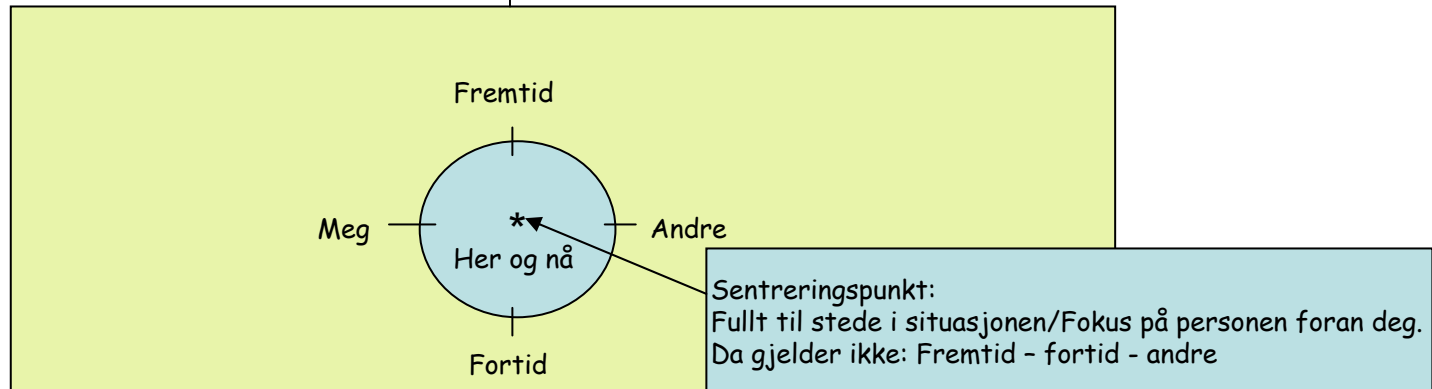 Fremtid
Meg
*
Andre
Her og nå
Fortid
Sentreringspunkt:
Fullt til stede i situasjonen/Fokus på personen foran deg.
Da gjelder ikke: Fremtid – fortid - andre